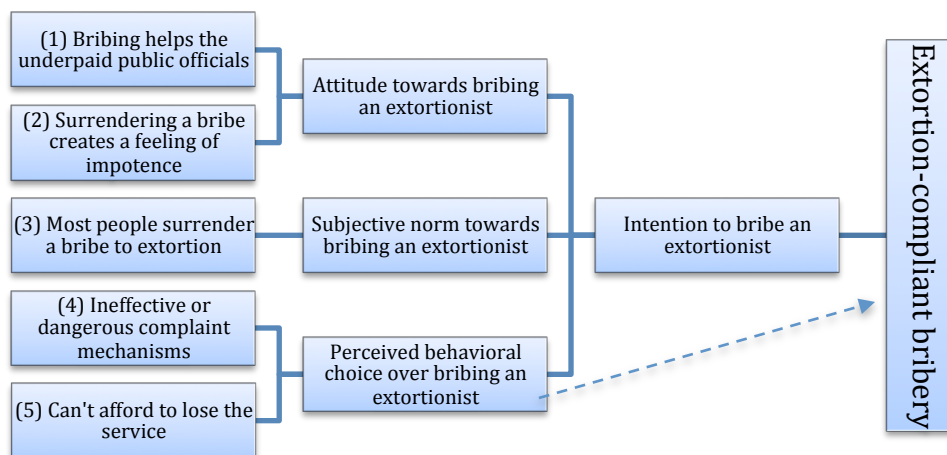 (1) Bribing helps the
underpaid public officials
(2) Surrendering a bribe
creates a feeling of
impotence
(3) Most people surrender
a bribe to extortion
(4) Ineffective or
dangerous complaint
mechanisms
(5) Can't afford to lose the
service
Attitude towards bribing
an extortionist
Subjective norm towards
bribing an extortionist
Perceived behavioral
choice over bribing an
extortionist
Intention to bribe an
extortionist
Extortion-compliant bribery